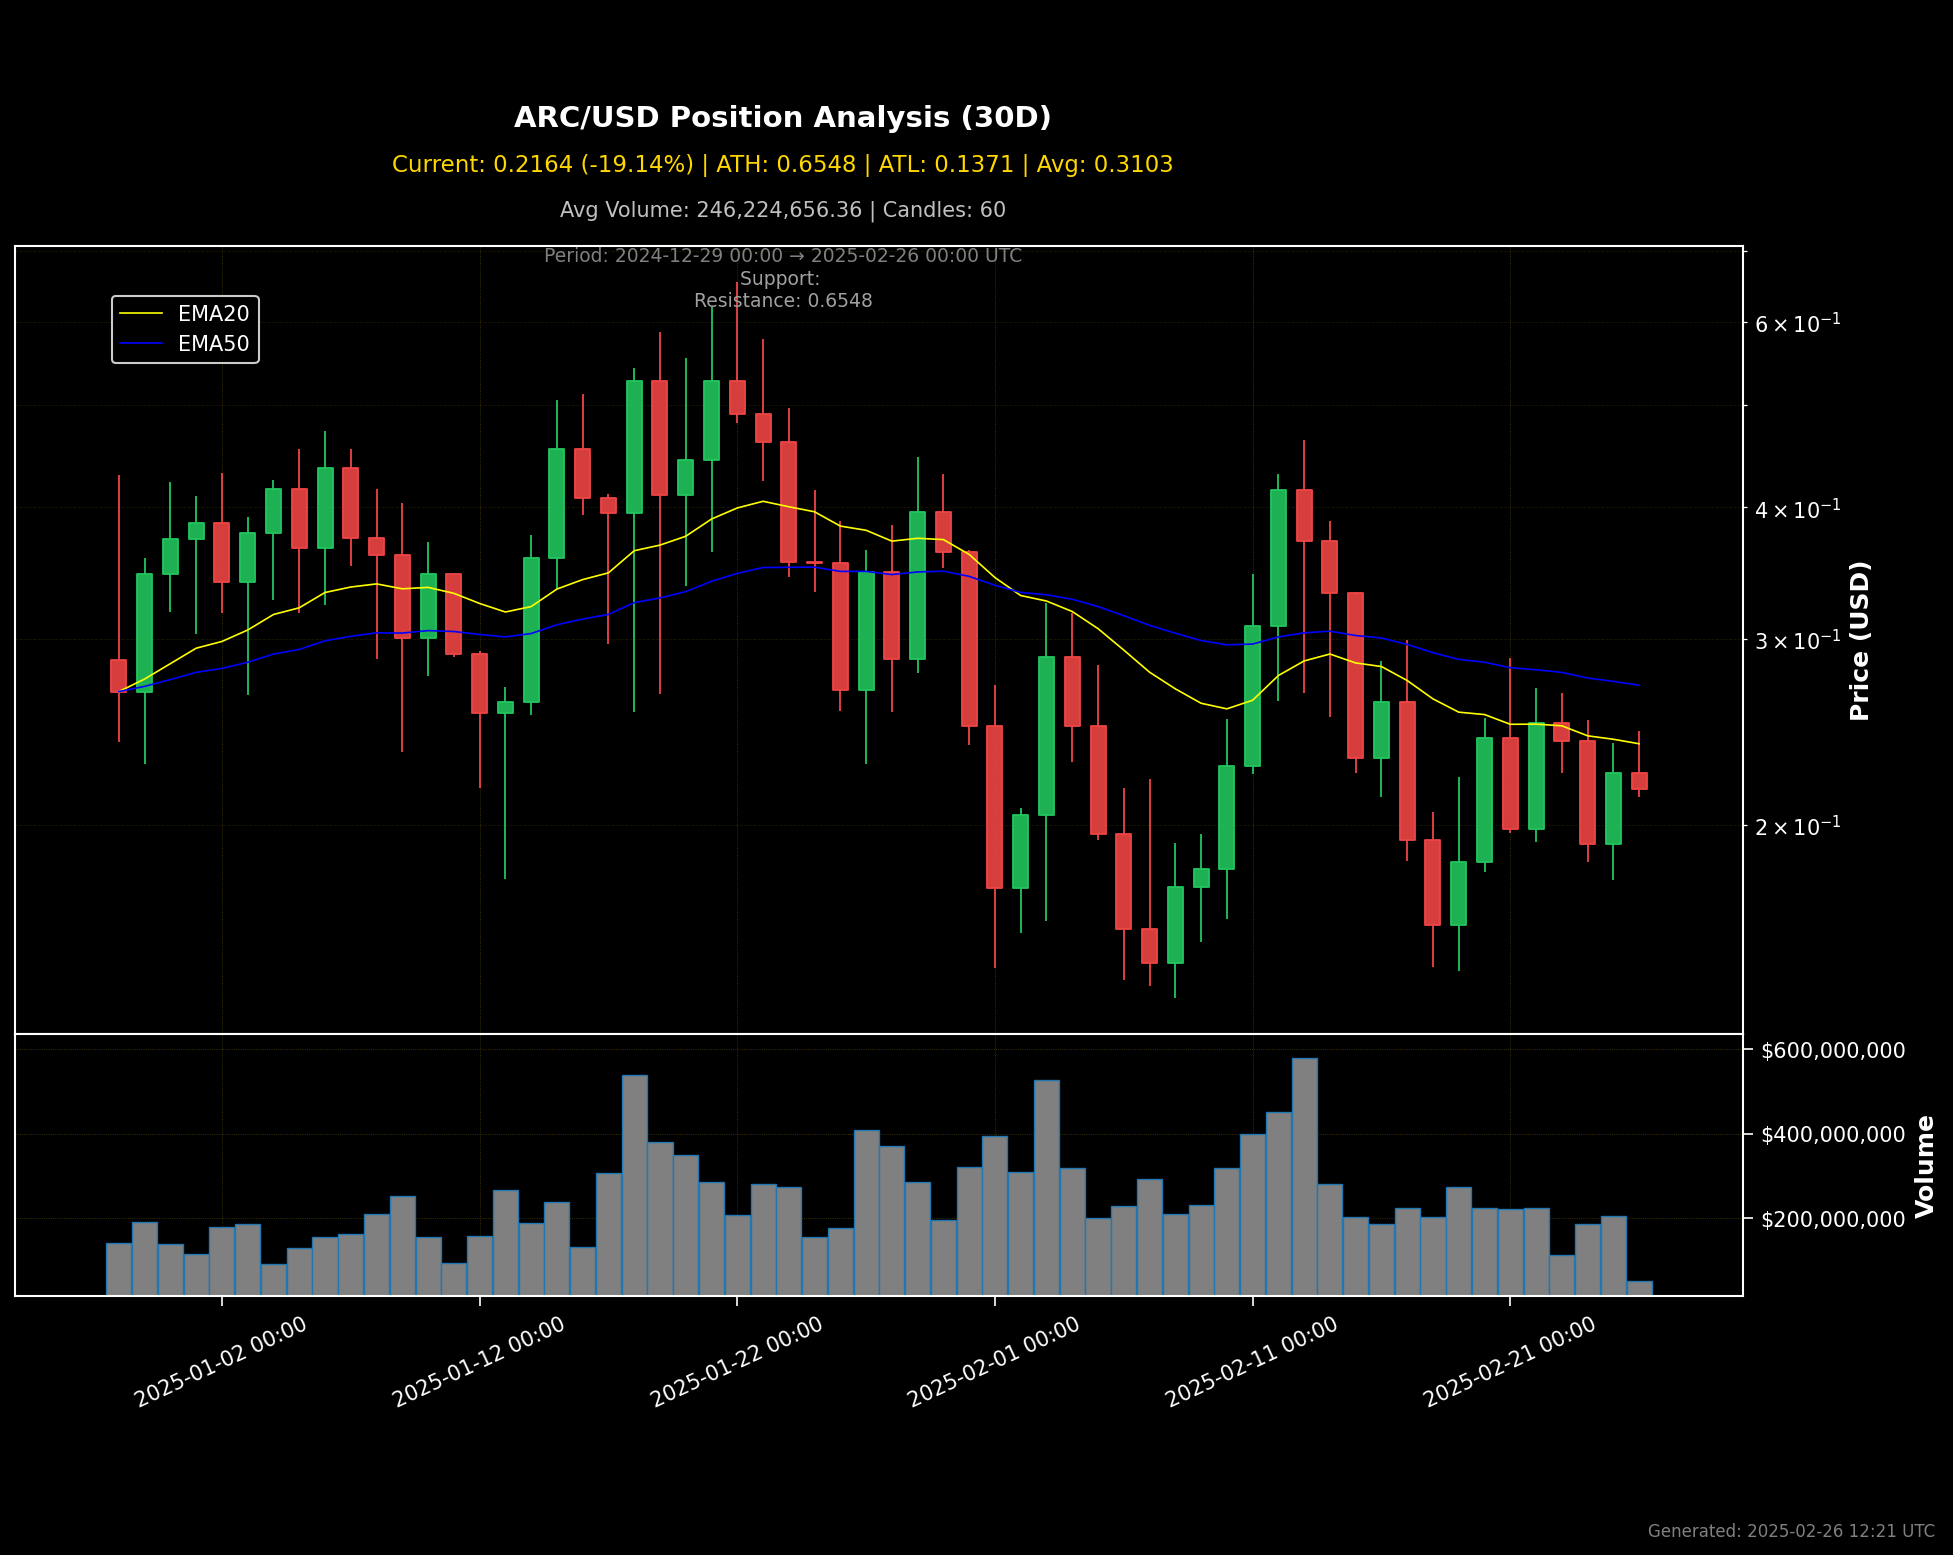 ARC/USD Position Analysis (30D)
Current: 0.2164 (-19.14%) | ATH: 0.6548 | ATL: 0.1371 | Avg: 0.3103
Avg Volume: 246,224,656.36 | Candles: 60
Period: 2024-12-29 00:00 → 2025-02-26 00:00 UTC
Support:
Resistance: 0.6548
EMA20
EMA50
6 × 10⁻¹
4 × 10⁻¹
3 × 10⁻¹
2 × 10⁻¹
Price (USD)
$600,000,000
$400,000,000
$200,000,000
Volume
2025-01-02 00:00
2025-01-12 00:00
2025-01-22 00:00
2025-02-01 00:00
2025-02-11 00:00
2025-02-21 00:00
Generated: 2025-02-26 12:21 UTC